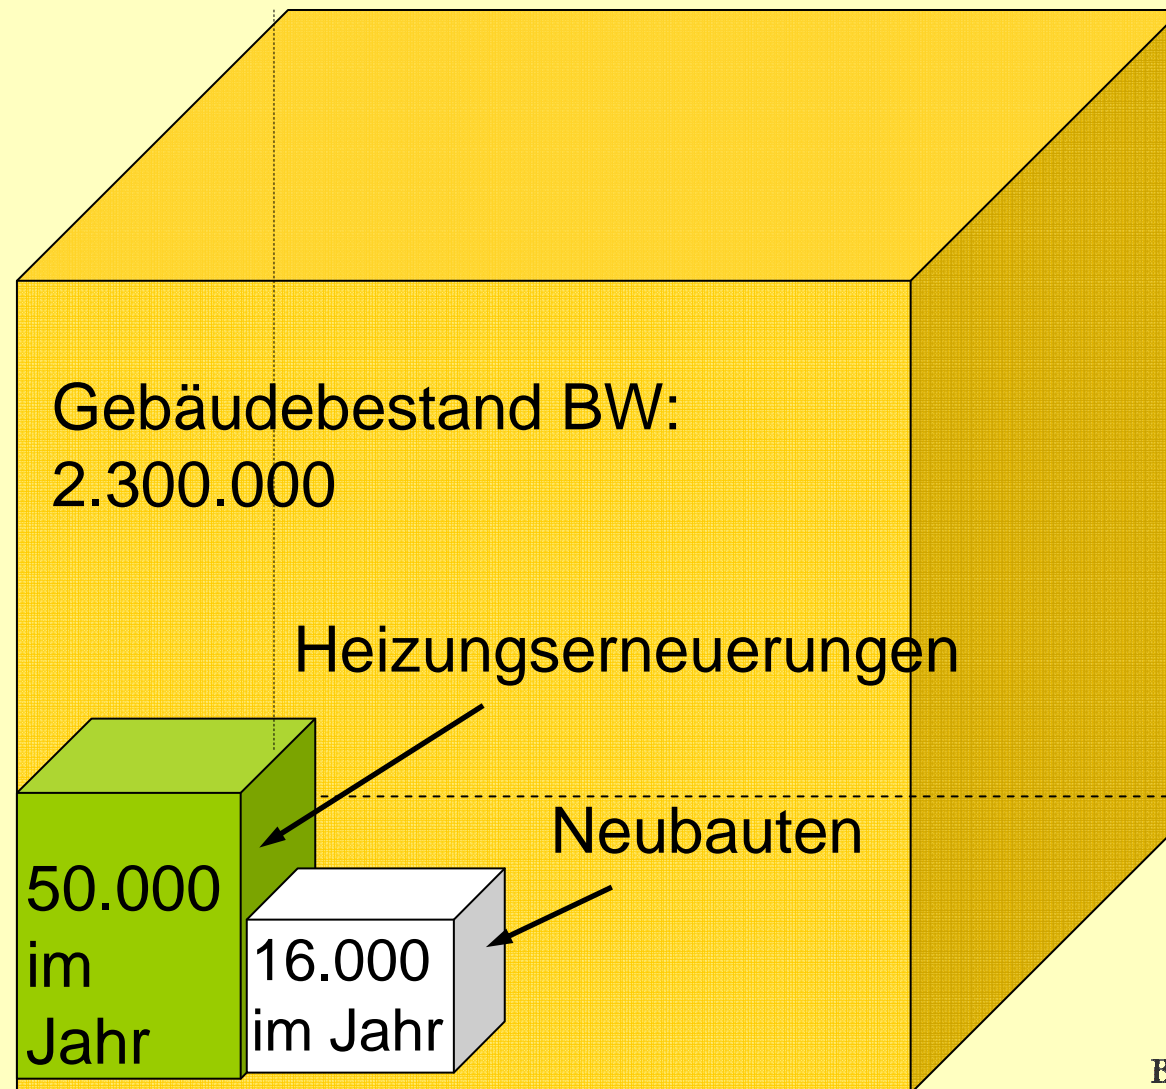 Gebäudebestand BW:
2.300.000
Heizungserneuerungen
Neubauten
50.000
im
Jahr
16.000
im Jahr